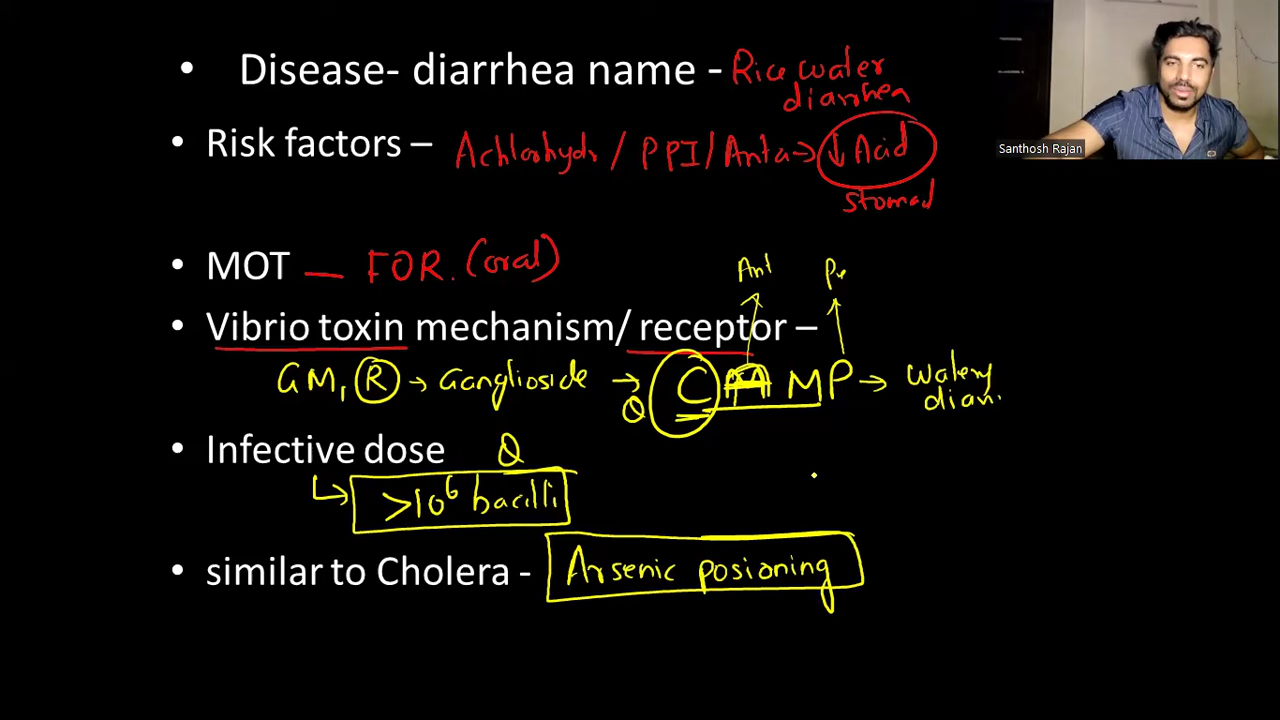 • Disease- diarrhea name - Rice water
diarrhea
Santhosh Rajan
• Risk factors – Achlorhydr / PPI / Anta → ↓ Acid
stomach
• MOT — FOR. (oral)
Ant
• Vibrio toxin mechanism/ receptor –
GM1 R → Ganglioside → C A M P → watery
diarr.
• Infective dose
↳ >10⁶ bacilli
• similar to Cholera - Arsenic posioning